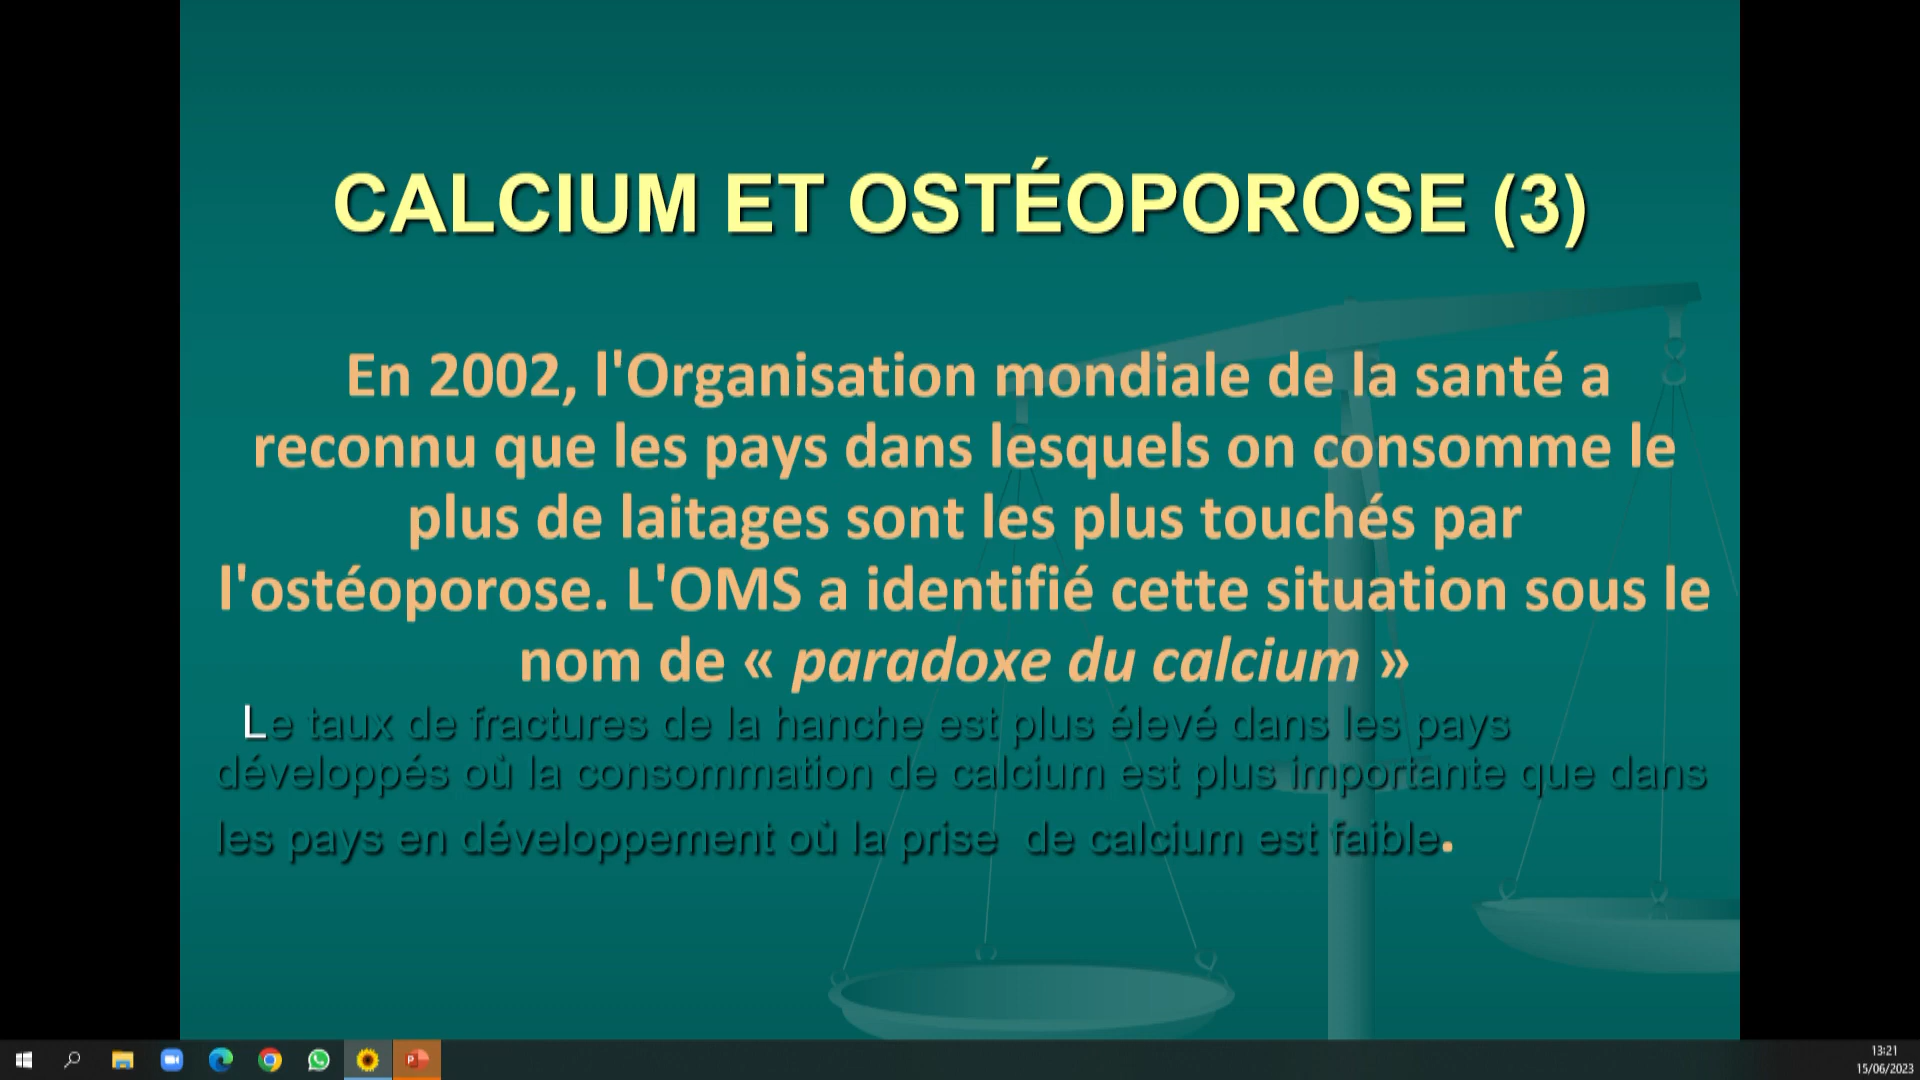 CALCIUM ET OSTÉOPOROSE (3)
En 2002, l'Organisation mondiale de la santé a
reconnu que les pays dans lesquels on consomme le
plus de laitages sont les plus touchés par
l'ostéoporose. L'OMS a identifié cette situation sous le
nom de « paradoxe du calcium »
Le taux de fractures de la hanche est plus élevé dans les pays
développés où la consommation de calcium est plus importante que dans
les pays en développement où la prise  de calcium est faible.
13:21
15/06/2023